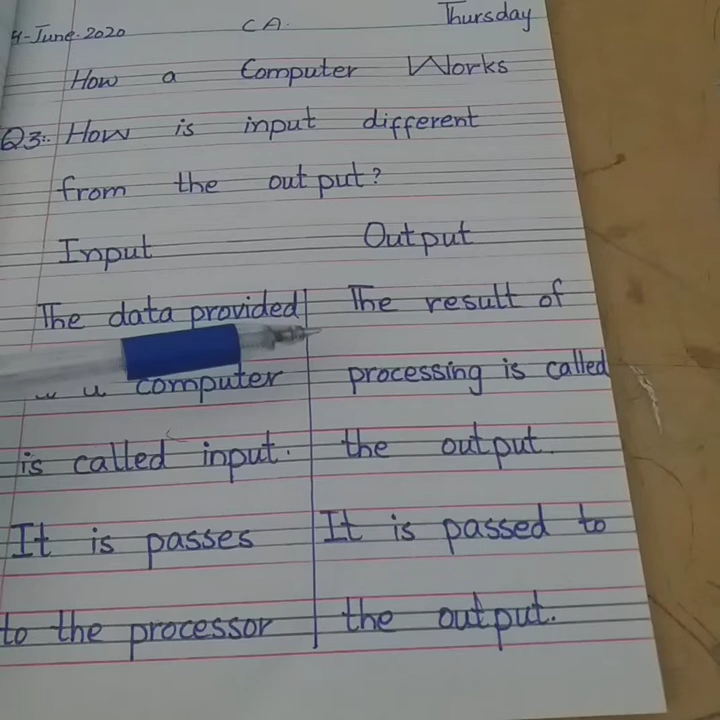 4-June-2020 CA. Thursday
How a Computer Works
Q3:. How is input different
from the output?
Input Output
The data provided The result of
computer processing is called
is called input. the output.
It is passes It is passed to
to the processor the output.